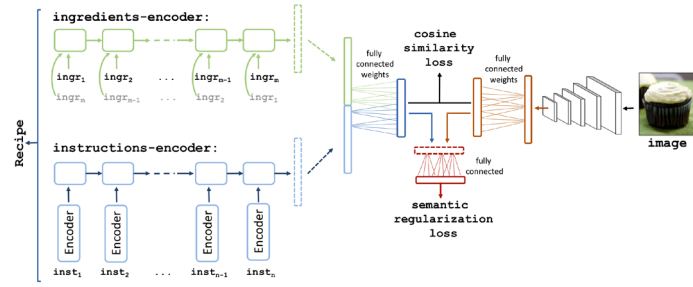 ingredients-encoder:
ingr1 ingr2 ... ingrm-1 ingrm
ingrm ingrm-1 ... ingr2 ingr1
Recipe
instructions-encoder:
Encoder Encoder Encoder Encoder
inst1 inst2 ... instn-1 instn
fully
connected
weights
cosine
similarity
loss
fully
connected
weights
image
fully
connected
semantic
regularization
loss